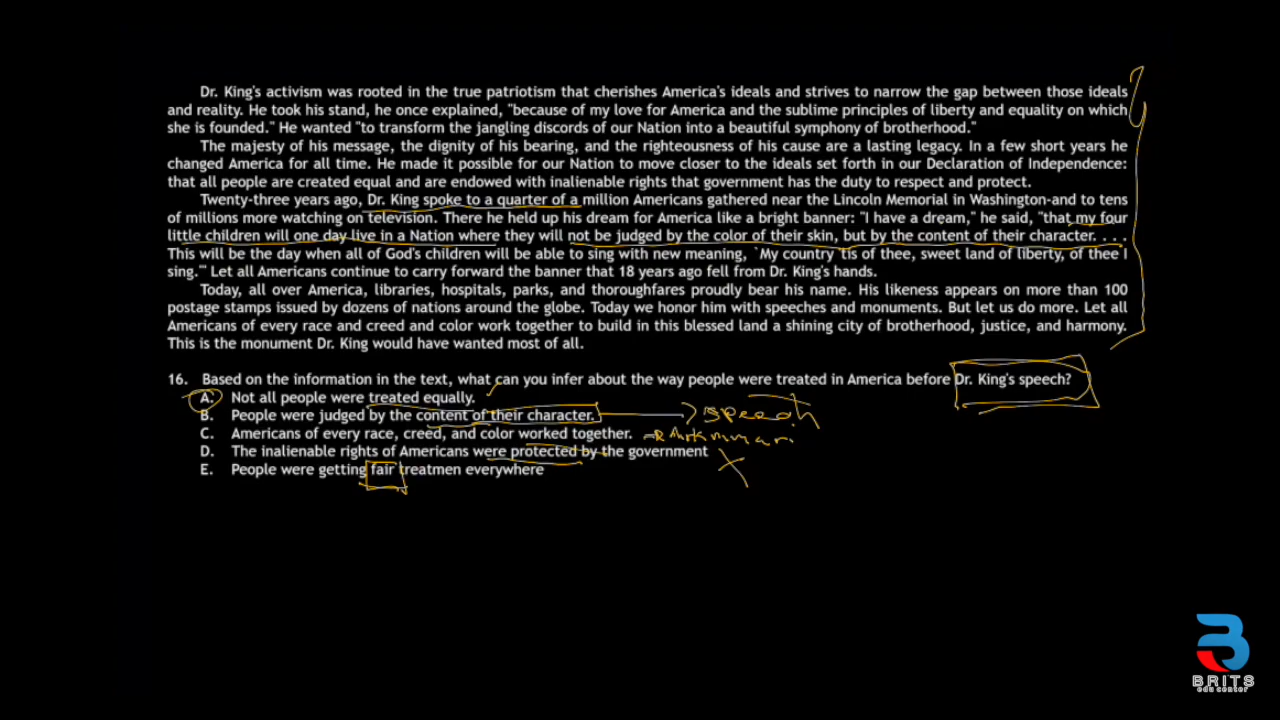 Dr. King's activism was rooted in the true patriotism that cherishes America's ideals and strives to narrow the gap between those ideals
and reality. He took his stand, he once explained, "because of my love for America and the sublime principles of liberty and equality on which
she is founded." He wanted "to transform the jangling discords of our Nation into a beautiful symphony of brotherhood."
The majesty of his message, the dignity of his bearing, and the righteousness of his cause are a lasting legacy. In a few short years he
changed America for all time. He made it possible for our Nation to move closer to the ideals set forth in our Declaration of Independence:
that all people are created equal and are endowed with inalienable rights that government has the duty to respect and protect.
Twenty-three years ago, Dr. King spoke to a quarter of a million Americans gathered near the Lincoln Memorial in Washington-and to tens
of millions more watching on television. There he held up his dream for America like a bright banner: "I have a dream," he said, "that my four
little children will one day live in a Nation where they will not be judged by the color of their skin, but by the content of their character. . . .
This will be the day when all of God's children will be able to sing with new meaning, `My country 'tis of thee, sweet land of liberty, of thee I
sing.'" Let all Americans continue to carry forward the banner that 18 years ago fell from Dr. King's hands.
Today, all over America, libraries, hospitals, parks, and thoroughfares proudly bear his name. His likeness appears on more than 100
postage stamps issued by dozens of nations around the globe. Today we honor him with speeches and monuments. But let us do more. Let all
Americans of every race and creed and color work together to build in this blessed land a shining city of brotherhood, justice, and harmony.
This is the monument Dr. King would have wanted most of all.
16. Based on the information in the text, what can you infer about the way people were treated in America before Dr. King's speech?
A. Not all people were treated equally.
B. People were judged by the content of their character. speech
C. Americans of every race, creed, and color worked together.
D. The inalienable rights of Americans were protected by the government
E. People were getting fair treatmen everywhere
BRITS
edu center